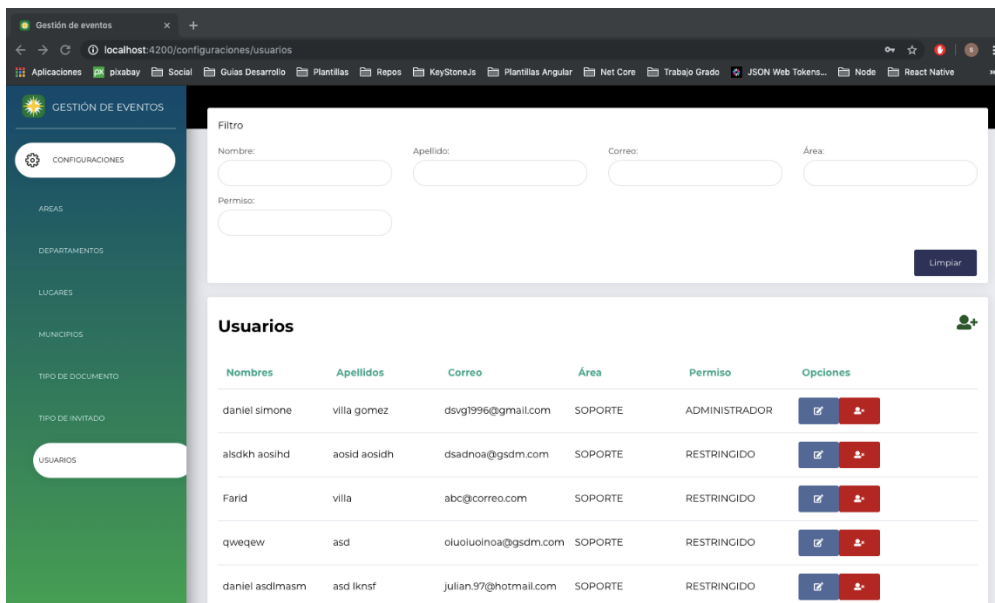 Gestión de eventos
localhost:4200/configuraciones/usuarios
Aplicaciones pixabay Social Guias Desarrollo Plantillas Repos KeyStoneJs Plantillas Angular Net Core Trabajo Grado JSON Web Tokens... Node React Native
GESTIÓN DE EVENTOS
CONFIGURACIONES
AREAS
DEPARTAMENTOS
LUGARES
MUNICIPIOS
TIPO DE DOCUMENTO
TIPO DE INVITADO
USUARIOS
Filtro
Nombre: Apellido: Correo: Área:
Permiso:
Limpiar
Usuarios
Nombres Apellidos Correo Área Permiso Opciones
daniel simone villa gomez dsvg1996@gmail.com SOPORTE ADMINISTRADOR
alsdkh aosihd aosid aosidh dsadnoa@gsdm.com SOPORTE RESTRINGIDO
Farid villa abc@correo.com SOPORTE RESTRINGIDO
qweqew asd oiuoiuoinoa@gsdm.com SOPORTE RESTRINGIDO
daniel asdlmasm asd lknsf julian.97@hotmail.com SOPORTE RESTRINGIDO